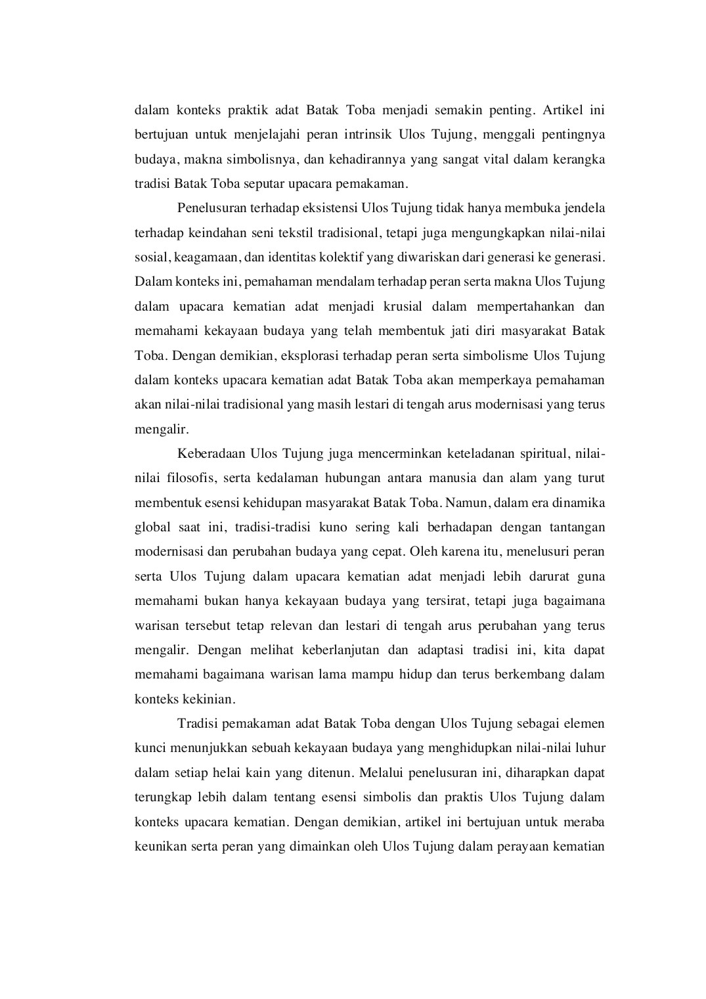 dalam konteks praktik adat Batak Toba menjadi semakin penting. Artikel ini
bertujuan untuk menjelajahi peran intrinsik Ulos Tujung, menggali pentingnya
budaya, makna simbolisnya, dan kehadirannya yang sangat vital dalam kerangka
tradisi Batak Toba seputar upacara pemakaman.
Penelusuran terhadap eksistensi Ulos Tujung tidak hanya membuka jendela
terhadap keindahan seni tekstil tradisional, tetapi juga mengungkapkan nilai-nilai
sosial, keagamaan, dan identitas kolektif yang diwariskan dari generasi ke generasi.
Dalam konteks ini, pemahaman mendalam terhadap peran serta makna Ulos Tujung
dalam upacara kematian adat menjadi krusial dalam mempertahankan dan
memahami kekayaan budaya yang telah membentuk jati diri masyarakat Batak
Toba. Dengan demikian, eksplorasi terhadap peran serta simbolisme Ulos Tujung
dalam konteks upacara kematian adat Batak Toba akan memperkaya pemahaman
akan nilai-nilai tradisional yang masih lestari di tengah arus modernisasi yang terus
mengalir.
Keberadaan Ulos Tujung juga mencerminkan keteladanan spiritual, nilai-
nilai filosofis, serta kedalaman hubungan antara manusia dan alam yang turut
membentuk esensi kehidupan masyarakat Batak Toba. Namun, dalam era dinamika
global saat ini, tradisi-tradisi kuno sering kali berhadapan dengan tantangan
modernisasi dan perubahan budaya yang cepat. Oleh karena itu, menelusuri peran
serta Ulos Tujung dalam upacara kematian adat menjadi lebih darurat guna
memahami bukan hanya kekayaan budaya yang tersirat, tetapi juga bagaimana
warisan tersebut tetap relevan dan lestari di tengah arus perubahan yang terus
mengalir. Dengan melihat keberlanjutan dan adaptasi tradisi ini, kita dapat
memahami bagaimana warisan lama mampu hidup dan terus berkembang dalam
konteks kekinian.
Tradisi pemakaman adat Batak Toba dengan Ulos Tujung sebagai elemen
kunci menunjukkan sebuah kekayaan budaya yang menghidupkan nilai-nilai luhur
dalam setiap helai kain yang ditenun. Melalui penelusuran ini, diharapkan dapat
terungkap lebih dalam tentang esensi simbolis dan praktis Ulos Tujung dalam
konteks upacara kematian. Dengan demikian, artikel ini bertujuan untuk meraba
keunikan serta peran yang dimainkan oleh Ulos Tujung dalam perayaan kematian